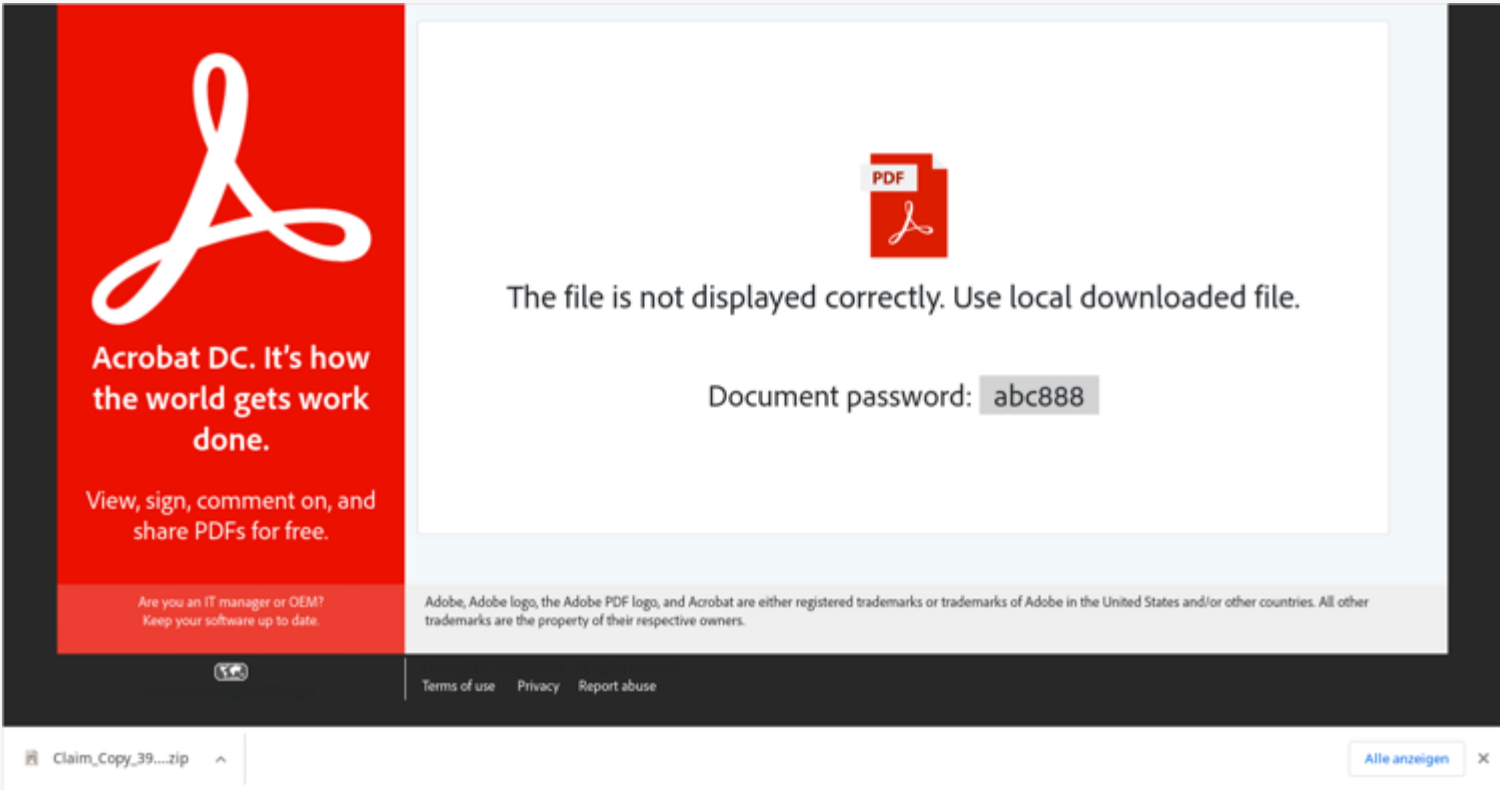 PDF
The file is not displayed correctly. Use local downloaded file.
Document password: abc888
Acrobat DC. It's how
the world gets work
done.
View, sign, comment on, and
share PDFs for free.
Are you an IT manager or OEM?
Keep your software up to date.
Adobe, Adobe logo, the Adobe PDF logo, and Acrobat are either registered trademarks or trademarks of Adobe in the United States and/or other countries. All other
trademarks are the property of their respective owners.
Terms of use Privacy Report abuse
Claim_Copy_39....zip
Alle anzeigen